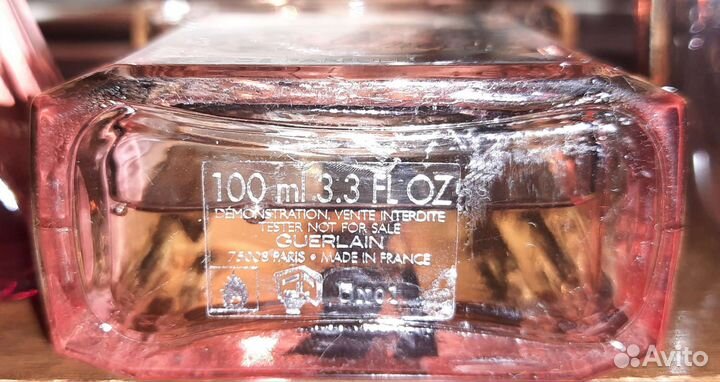 100 ml 3.3 FL OZ
DÉMONSTRATION, VENTE INTERDITE
TESTER NOT FOR SALE
GUERLAIN
75008 PARIS • MADE IN FRANCE
Avito